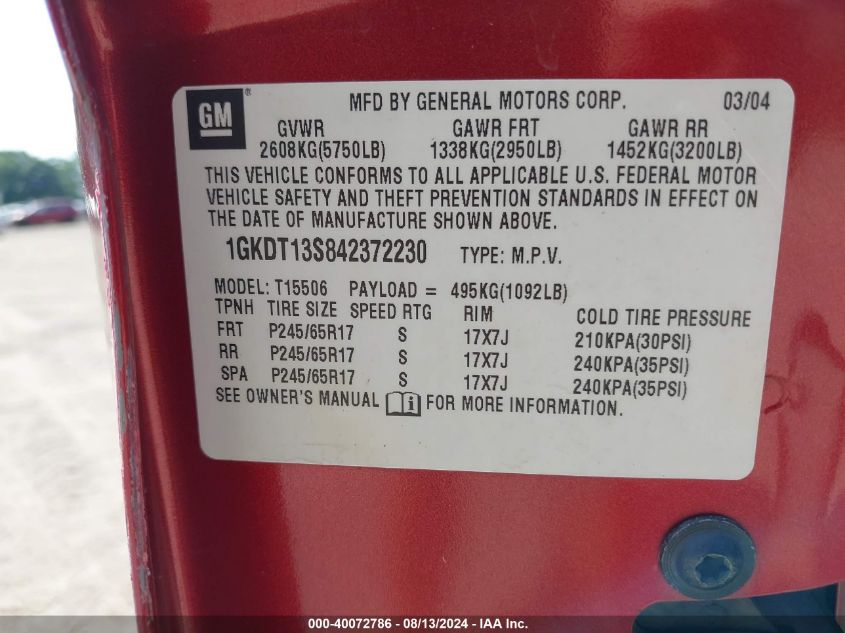 GM ® MFD BY GENERAL MOTORS CORP. 03/04
GVWR GAWR FRT GAWR RR
2608KG(5750LB) 1338KG(2950LB) 1452KG(3200LB)
THIS VEHICLE CONFORMS TO ALL APPLICABLE U.S. FEDERAL MOTOR
VEHICLE SAFETY AND THEFT PREVENTION STANDARDS IN EFFECT ON
THE DATE OF MANUFACTURE SHOWN ABOVE.
1GKDT13S842372230 TYPE: M.P.V.
MODEL: T15506 PAYLOAD = 495KG(1092LB)
TPNH TIRE SIZE SPEED RTG RIM COLD TIRE PRESSURE
FRT P245/65R17 S 17X7J 210KPA(30PSI)
RR P245/65R17 S 17X7J 240KPA(35PSI)
SPA P245/65R17 S 17X7J 240KPA(35PSI)
SEE OWNER'S MANUAL i FOR MORE INFORMATION.
000-40072786 - 08/13/2024 - IAA Inc.